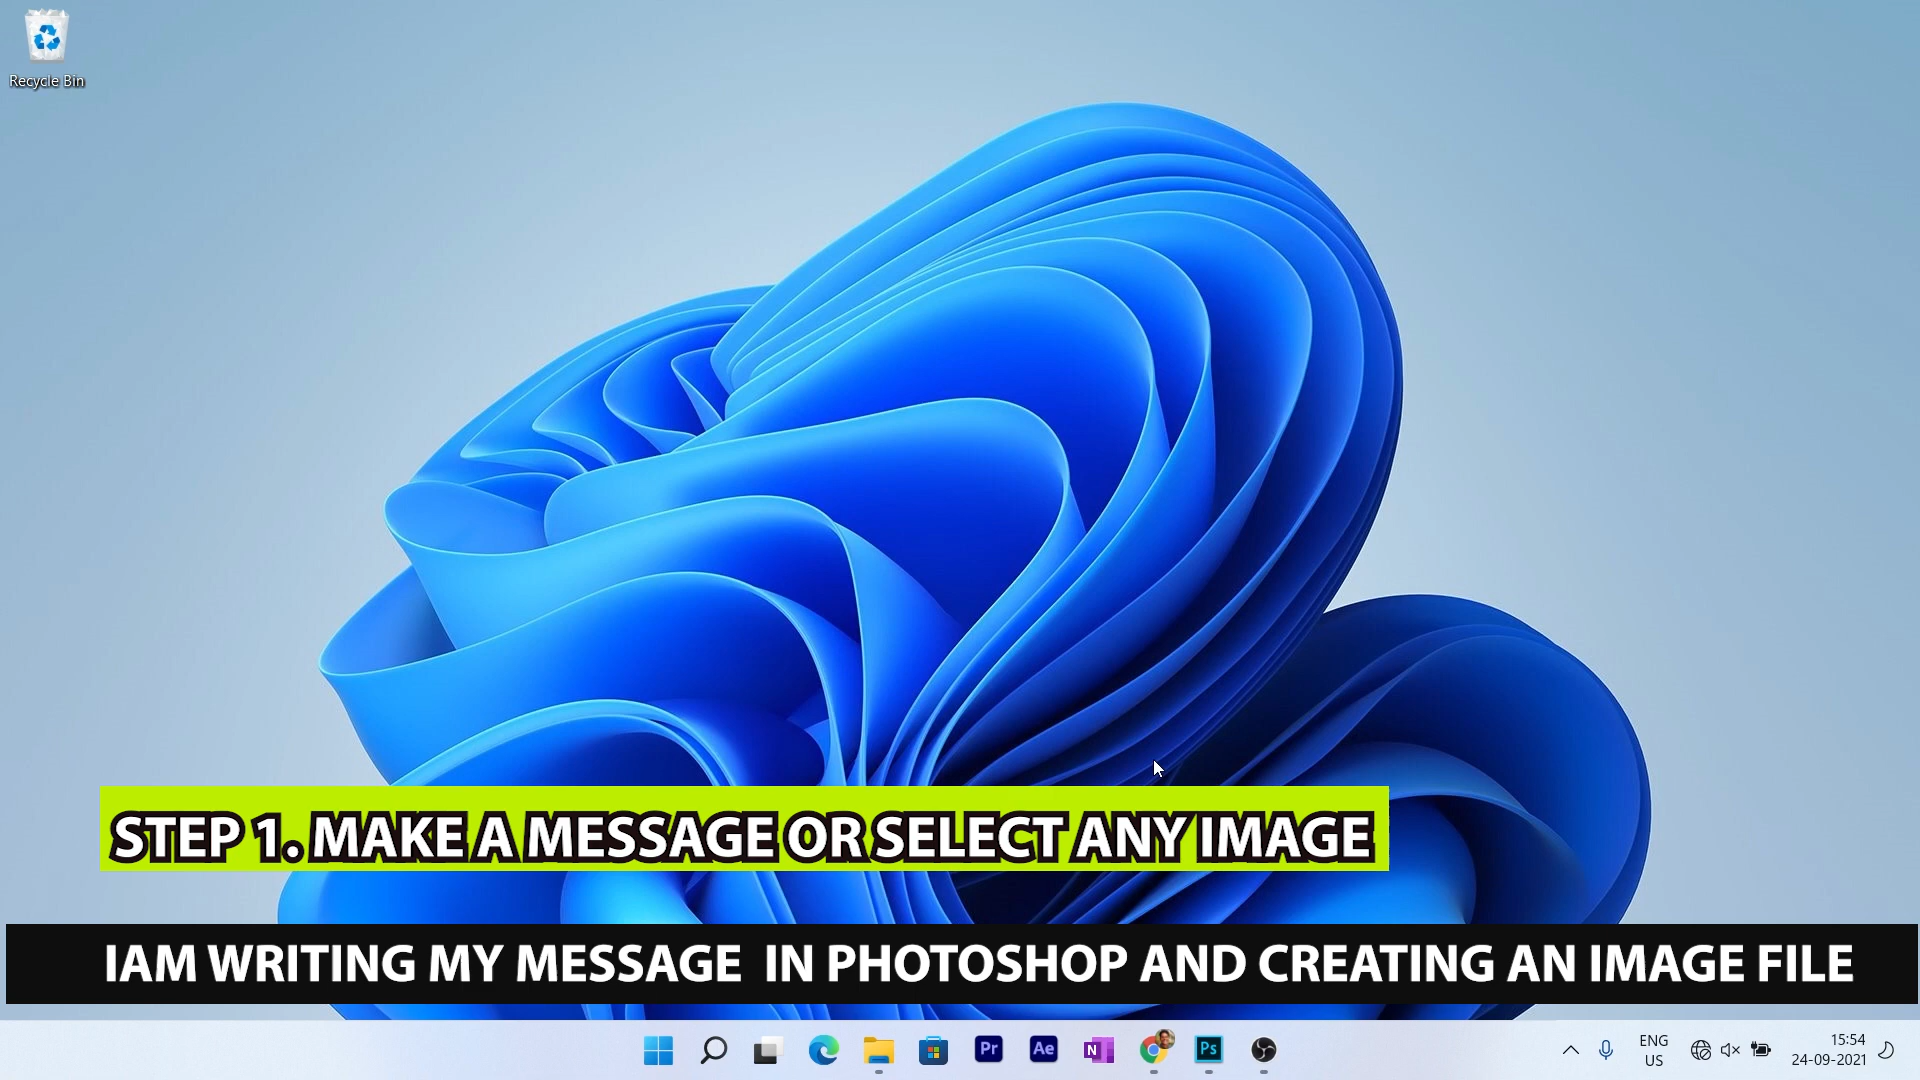 Recycle Bin
STEP 1. MAKE A MESSAGE OR SELECT ANY IMAGE
IAM WRITING MY MESSAGE  IN PHOTOSHOP AND CREATING AN IMAGE FILE
Pr
Ae
N
Ps
ENG
US
15:54
24-09-2021